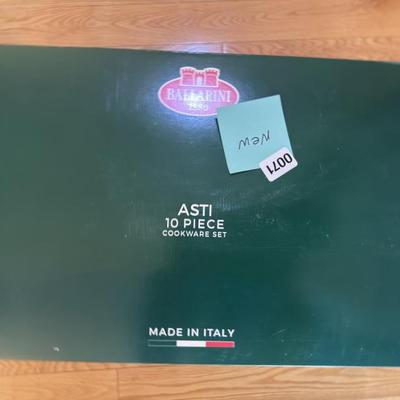 BALLARINI
1889
New
0071
ASTI
10 PIECE
COOKWARE SET
MADE IN ITALY